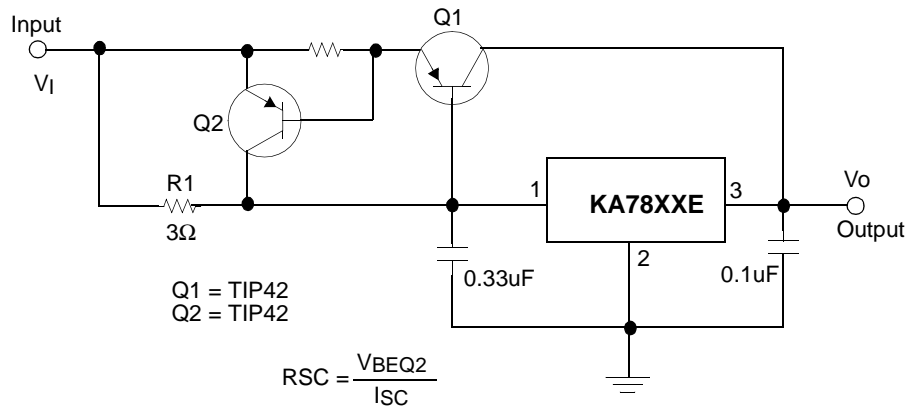 Input
VI
Q1
Q2
R1
3Ω
1
KA78XXE
3
2
Vo
Output
0.33uF
0.1uF
Q1 = TIP42
Q2 = TIP42
RSC = VBEQ2
ISC